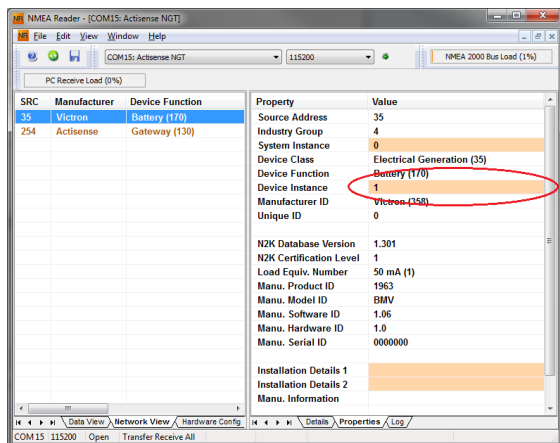 NMEA Reader - [COM15: Actisense NGT]
File Edit View Window Help
COM15: Actisense NGT 115200 NMEA 2000 Bus Load (1%)
PC Receive Load (0%)
SRC Manufacturer Device Function
35 Victron Battery (170)
254 Actisense Gateway (130)
Property Value
Source Address 35
Industry Group 4
System Instance 0
Device Class Electrical Generation (35)
Device Function Battery (170)
Device Instance 1
Manufacturer ID Victron (358)
Unique ID 0
N2K Database Version 1.301
N2K Certification Level 1
Load Equiv. Number 50 mA (1)
Manu. Product ID 1963
Manu. Model ID BMV
Manu. Software ID 1.06
Manu. Hardware ID 1.0
Manu. Serial ID 0000000
Installation Details 1
Installation Details 2
Manu. Information
Data View Network View Hardware Config
Details Properties Log
COM 15 115200 Open Transfer Receive All